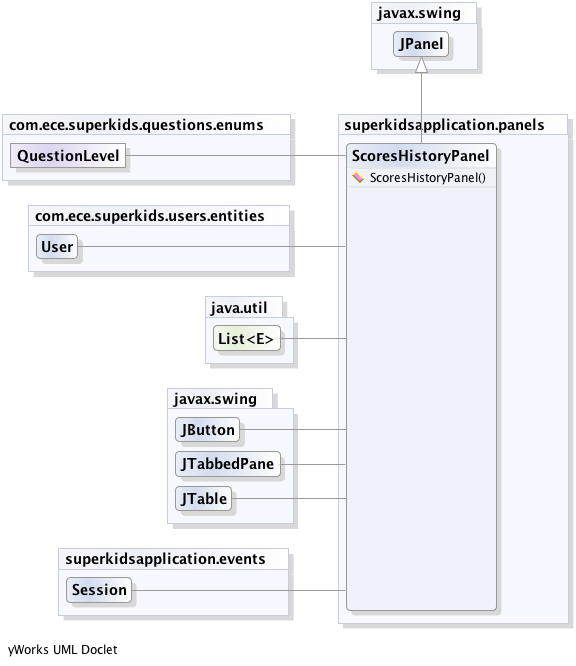 javax.swing
JPanel
com.ece.superkids.questions.enums
QuestionLevel
superkidsapplication.panels
ScoresHistoryPanel
ScoresHistoryPanel()
com.ece.superkids.users.entities
User
java.util
List<E>
javax.swing
JButton
JTabbedPane
JTable
superkidsapplication.events
Session
yWorks UML Doclet